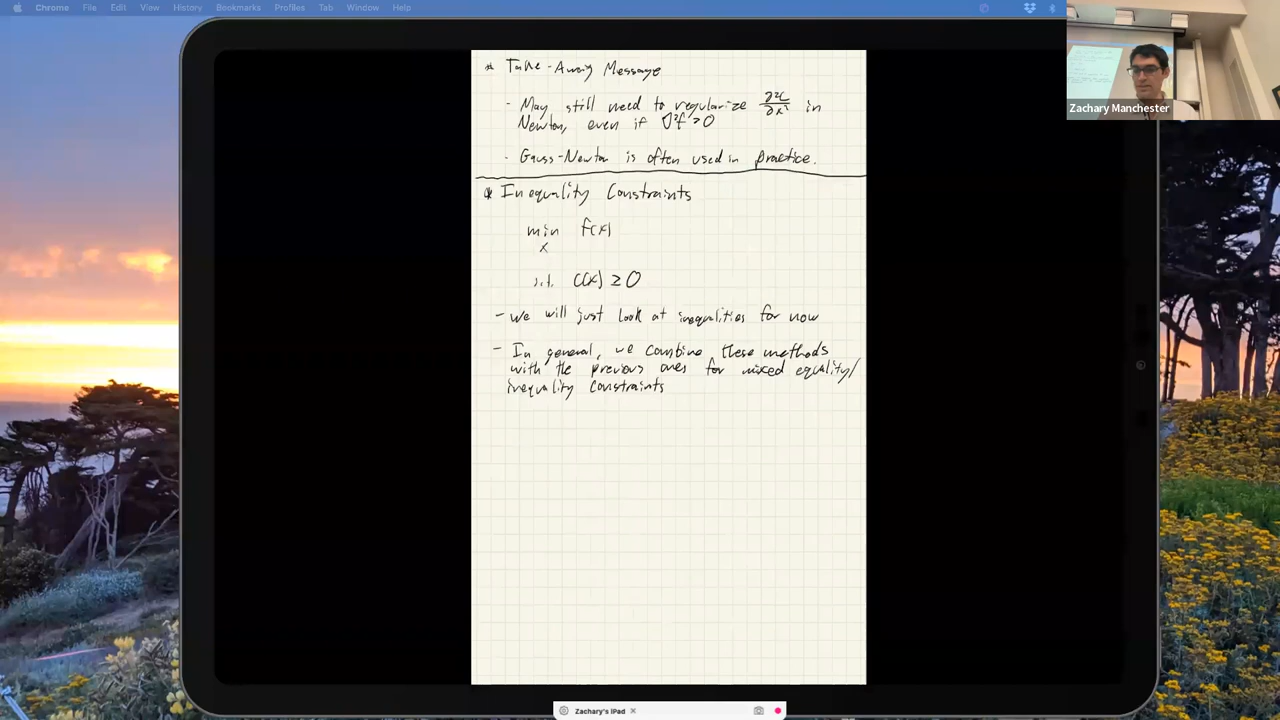 Chrome File Edit View History Bookmarks Profiles Tab Window Help
Zachary Manchester
* Take-Away Message
- May still need to regularize ∂²L/∂x² in
Newton, even if ∇²f > 0
- Gauss-Newton is often used in practice.
* Inequality Constraints
min f(x)
x
s.t. C(x) ≥ 0
- We will just look at inequalities for now
- In general, we combine these methods
with the previous ones for mixed equality/
inequality constraints
Zachary's iPad